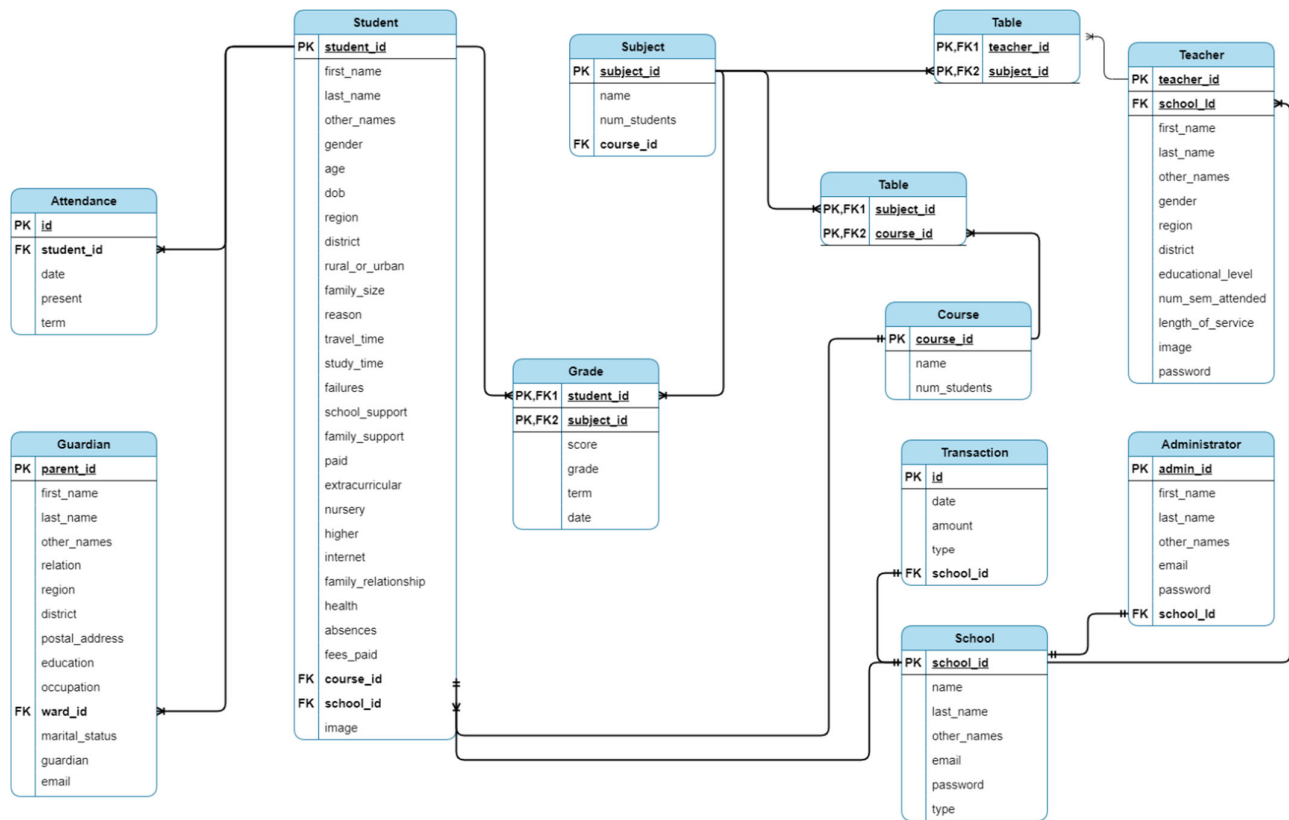 Student
PK student_id
first_name
last_name
other_names
gender
age
dob
region
district
rural_or_urban
family_size
reason
travel_time
study_time
failures
school_support
family_support
paid
extracurricular
nursery
higher
internet
family_relationship
health
absences
fees_paid
FK course_id
FK school_id
image
Attendance
PK id
FK student_id
date
present
term
Guardian
PK parent_id
first_name
last_name
other_names
relation
region
district
postal_address
education
occupation
FK ward_id
marital_status
guardian
email
Subject
PK subject_id
name
num_students
FK course_id
Grade
PK,FK1 student_id
PK,FK2 subject_id
score
grade
term
date
Table
PK,FK1 teacher_id
PK,FK2 subject_id
Table
PK,FK1 subject_id
PK,FK2 course_id
Course
PK course_id
name
num_students
Teacher
PK teacher_id
FK school_Id
first_name
last_name
other_names
gender
region
district
educational_level
num_sem_attended
length_of_service
image
password
Transaction
PK id
date
amount
type
FK school_id
Administrator
PK admin_id
first_name
last_name
other_names
email
password
FK school_Id
School
PK school_id
name
last_name
other_names
email
password
type